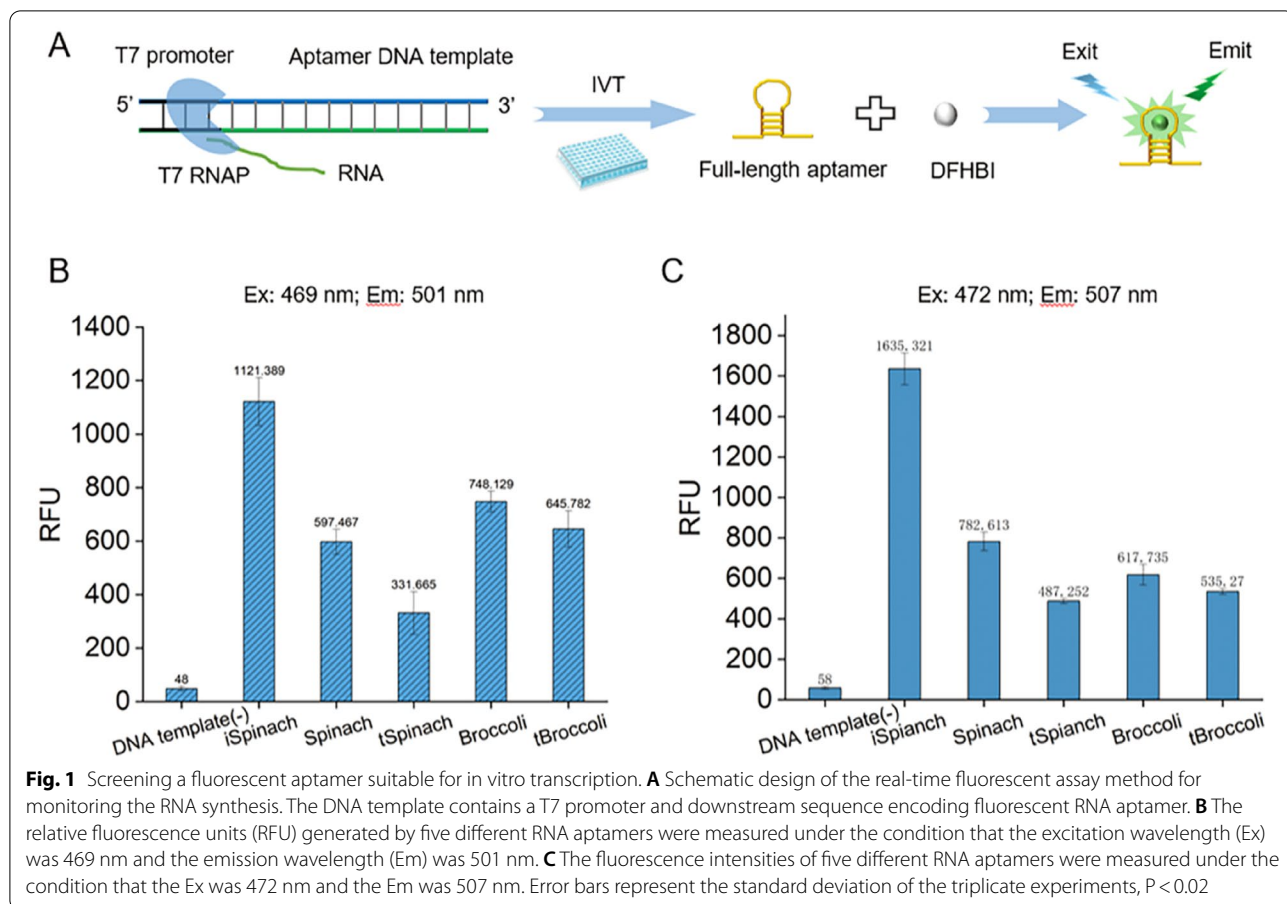 A
T7 promoter
Aptamer DNA template
5'
3'
T7 RNAP
RNA
IVT
Full-length aptamer
DFHBI
Exit
Emit
B
Ex: 469 nm; Em: 501 nm
1400
1200
1000
800
600
400
200
0
RFU
48
1121.389
597.467
331.665
748.129
645.782
DNA template(-)
iSpinach
Spinach
tSpinach
Broccoli
tBroccoli
C
Ex: 472 nm; Em: 507 nm
1800
1600
1400
1200
1000
800
600
400
200
0
RFU
58
1635, 321
782, 613
487, 252
617, 735
535, 27
DNA template(-)
iSpianch
Spinach
tSpianch
Broccoli
tBroccoli
Fig. 1 Screening a fluorescent aptamer suitable for in vitro transcription. A Schematic design of the real-time fluorescent assay method for
monitoring the RNA synthesis. The DNA template contains a T7 promoter and downstream sequence encoding fluorescent RNA aptamer. B The
relative fluorescence units (RFU) generated by five different RNA aptamers were measured under the condition that the excitation wavelength (Ex)
was 469 nm and the emission wavelength (Em) was 501 nm. C The fluorescence intensities of five different RNA aptamers were measured under the
condition that the Ex was 472 nm and the Em was 507 nm. Error bars represent the standard deviation of the triplicate experiments, P < 0.02